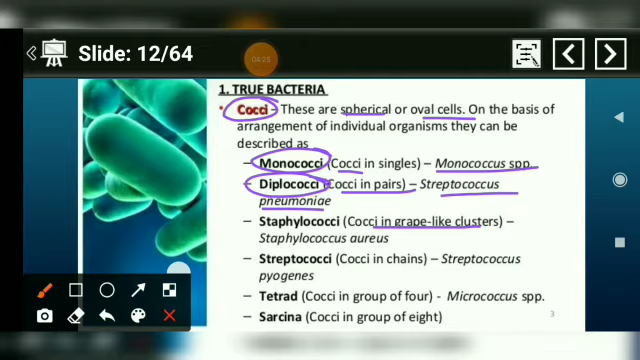 Slide: 12/64
04:25
1. TRUE BACTERIA
• Cocci - These are spherical or oval cells. On the basis of
arrangement of individual organisms they can be
described as
– Monococci (Cocci in singles) – Monococcus spp.
– Diplococci (Cocci in pairs) – Streptococcus
pneumoniae
– Staphylococci (Cocci in grape-like clusters) –
Staphylococcus aureus
– Streptococci (Cocci in chains) – Streptococcus
pyogenes
– Tetrad (Cocci in group of four) - Micrococcus spp.
– Sarcina (Cocci in group of eight)
3